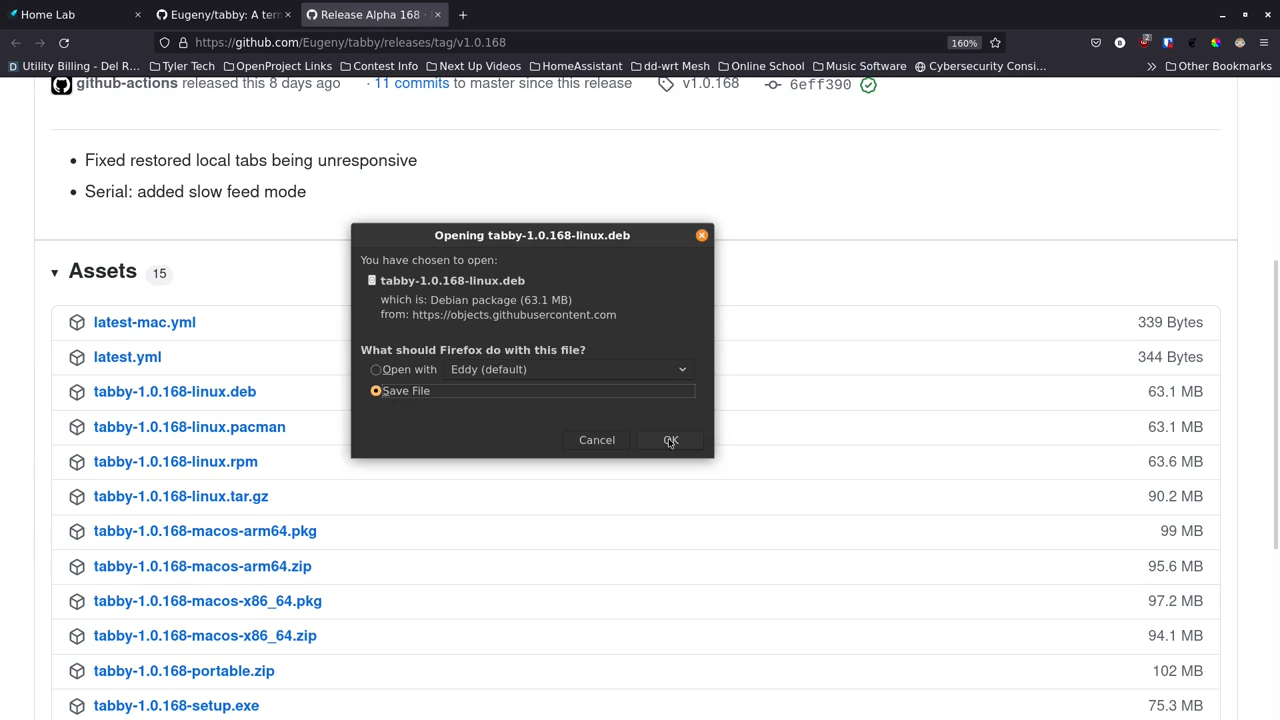 Home Lab
Eugeny/tabby: A ter
Release Alpha 168 ·
https://github.com/Eugeny/tabby/releases/tag/v1.0.168
160%
2
Utility Billing - Del R…
Tyler Tech
OpenProject Links
Contest Info
Next Up Videos
HomeAssistant
dd-wrt Mesh
Online School
Music Software
Cybersecurity Consi…
Other Bookmarks
github-actions released this 8 days ago · 11 commits to master since this release v1.0.168 6eff390
• Fixed restored local tabs being unresponsive
• Serial: added slow feed mode
Opening tabby-1.0.168-linux.deb
You have chosen to open:
tabby-1.0.168-linux.deb
which is: Debian package (63.1 MB)
from: https://objects.githubusercontent.com
What should Firefox do with this file?
Open with Eddy (default)
Save File
Cancel OK
Assets 15
latest-mac.yml 339 Bytes
latest.yml 344 Bytes
tabby-1.0.168-linux.deb 63.1 MB
tabby-1.0.168-linux.pacman 63.1 MB
tabby-1.0.168-linux.rpm 63.6 MB
tabby-1.0.168-linux.tar.gz 90.2 MB
tabby-1.0.168-macos-arm64.pkg 99 MB
tabby-1.0.168-macos-arm64.zip 95.6 MB
tabby-1.0.168-macos-x86_64.pkg 97.2 MB
tabby-1.0.168-macos-x86_64.zip 94.1 MB
tabby-1.0.168-portable.zip 102 MB
tabby-1.0.168-setup.exe 75.3 MB